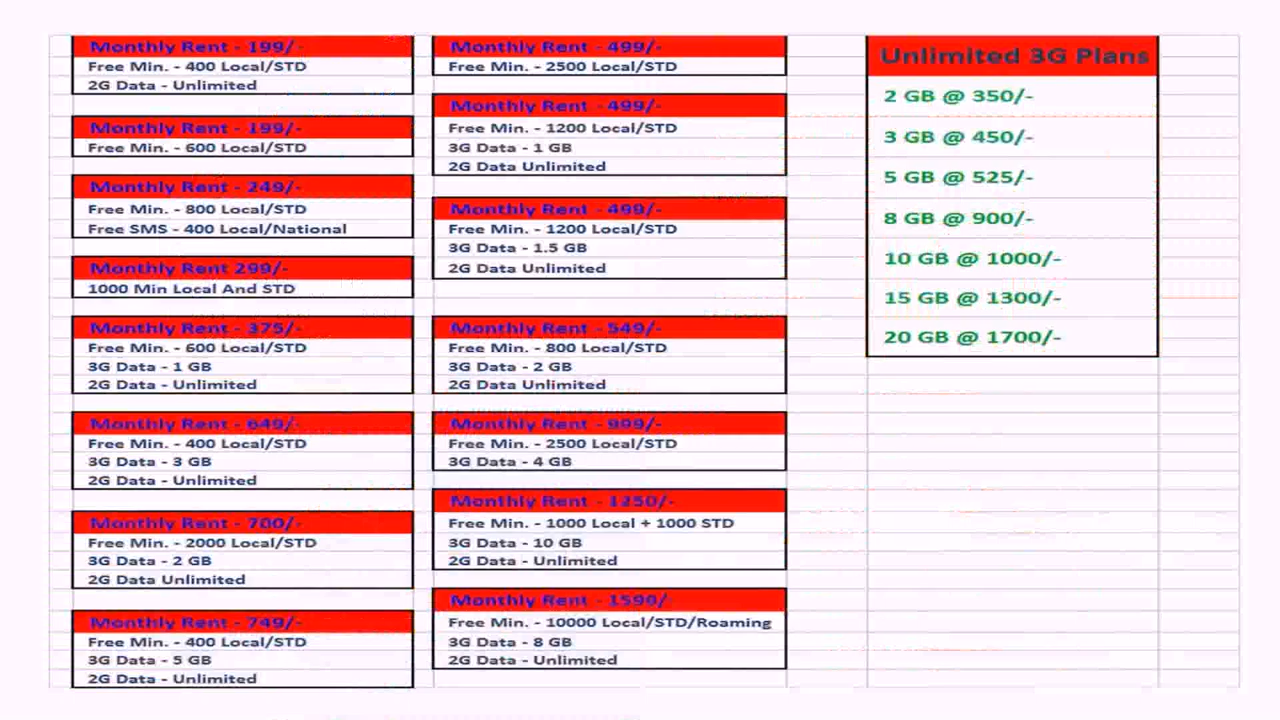 Monthly Rent - 199/-
Free Min. - 400 Local/STD
2G Data - Unlimited
Monthly Rent - 199/-
Free Min. - 600 Local/STD
Monthly Rent - 249/-
Free Min. - 800 Local/STD
Free SMS - 400 Local/National
Monthly Rent 299/-
1000 Min Local And STD
Monthly Rent - 375/-
Free Min. - 600 Local/STD
3G Data - 1 GB
2G Data - Unlimited
Monthly Rent - 649/-
Free Min. - 400 Local/STD
3G Data - 3 GB
2G Data - Unlimited
Monthly Rent - 700/-
Free Min. - 2000 Local/STD
3G Data - 2 GB
2G Data Unlimited
Monthly Rent - 749/-
Free Min. - 400 Local/STD
3G Data - 5 GB
2G Data - Unlimited
Monthly Rent - 499/-
Free Min. - 2500 Local/STD
Monthly Rent - 499/-
Free Min. - 1200 Local/STD
3G Data - 1 GB
2G Data Unlimited
Monthly Rent - 499/-
Free Min. - 1200 Local/STD
3G Data - 1.5 GB
2G Data Unlimited
Monthly Rent - 549/-
Free Min. - 800 Local/STD
3G Data - 2 GB
2G Data Unlimited
Monthly Rent - 999/-
Free Min. - 2500 Local/STD
3G Data - 4 GB
Monthly Rent - 1250/-
Free Min. - 1000 Local + 1000 STD
3G Data - 10 GB
2G Data - Unlimited
Monthly Rent - 1599/
Free Min. - 10000 Local/STD/Roaming
3G Data - 8 GB
2G Data - Unlimited
Unlimited 3G Plans
2 GB @ 350/-
3 GB @ 450/-
5 GB @ 525/-
8 GB @ 900/-
10 GB @ 1000/-
15 GB @ 1300/-
20 GB @ 1700/-